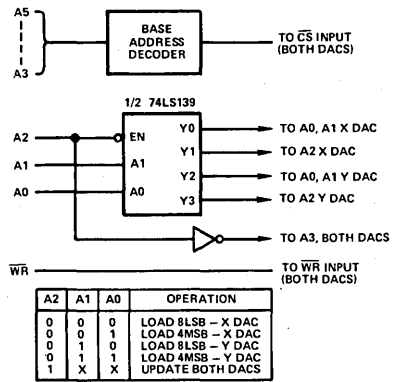 A5
BASE
ADDRESS
DECODER
TO CS INPUT
(BOTH DACS)
A3
1/2 74LS139
A2
EN
Y0
TO A0, A1 X DAC
Y1
TO A2 X DAC
A1
A1
Y2
TO A0, A1 Y DAC
A0
A0
Y3
TO A2 Y DAC
TO A3, BOTH DACS
WR
TO WR INPUT
(BOTH DACS)
A2 A1 A0 OPERATION
0 0 0 LOAD 8LSB – X DAC
0 0 1 LOAD 4MSB – X DAC
0 1 0 LOAD 8LSB – Y DAC
0 1 1 LOAD 4MSB – Y DAC
1 X X UPDATE BOTH DACS